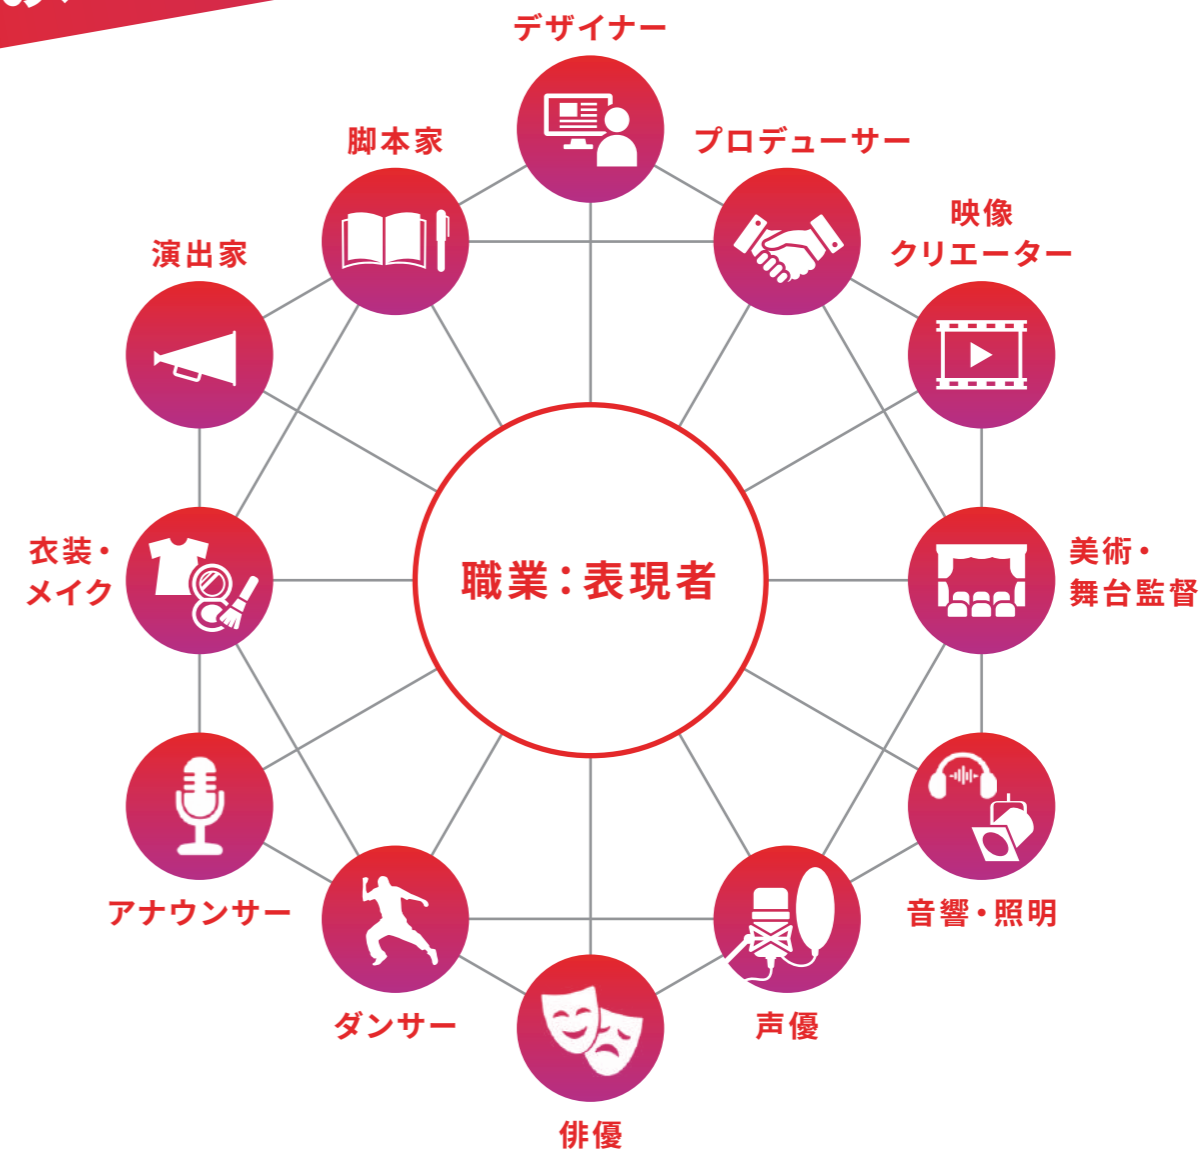 デザイナー
脚本家
プロデューサー
演出家
映像
クリエーター
衣装・
メイク
職業：表現者
美術・
舞台監督
アナウンサー
音響・照明
ダンサー
声優
俳優